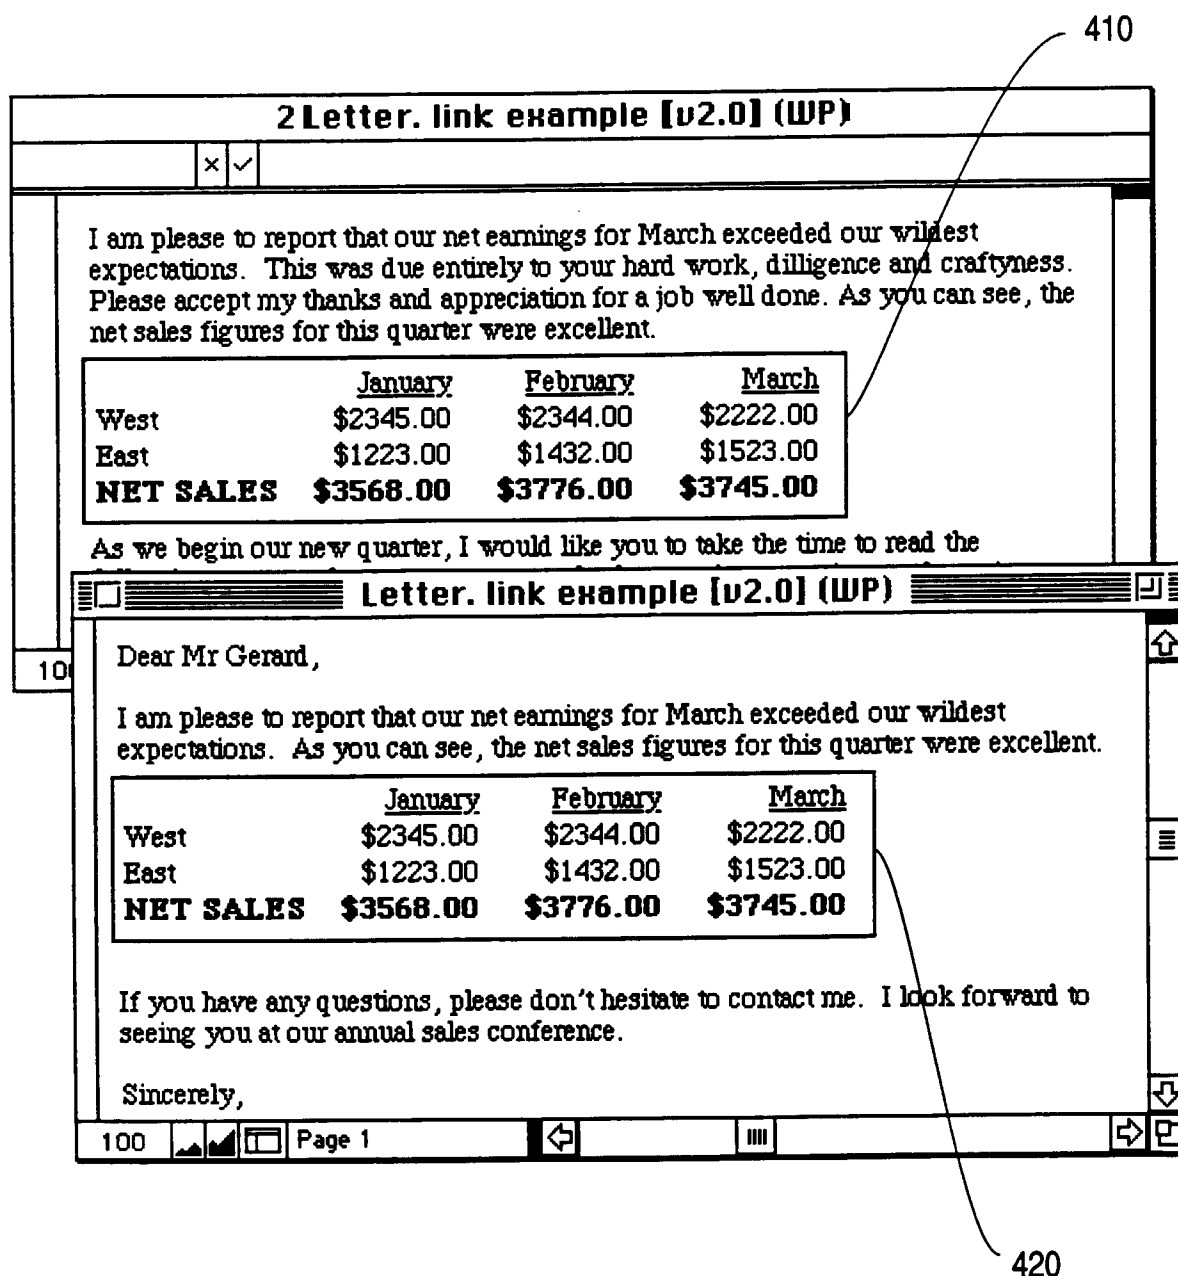 410
2 Letter. link example [v2.0] (WP)
I am please to report that our net earnings for March exceeded our wildest
expectations. This was due entirely to your hard work, dilligence and craftyness.
Please accept my thanks and appreciation for a job well done. As you can see, the
net sales figures for this quarter were excellent.
January February March
West $2345.00 $2344.00 $2222.00
East $1223.00 $1432.00 $1523.00
NET SALES $3568.00 $3776.00 $3745.00
As we begin our new quarter, I would like you to take the time to read the
10
Letter. link example [v2.0] (WP)
Dear Mr Gerard,
I am please to report that our net earnings for March exceeded our wildest
expectations. As you can see, the net sales figures for this quarter were excellent.
January February March
West $2345.00 $2344.00 $2222.00
East $1223.00 $1432.00 $1523.00
NET SALES $3568.00 $3776.00 $3745.00
If you have any questions, please don't hesitate to contact me. I look forward to
seeing you at our annual sales conference.
Sincerely,
100 Page 1
420